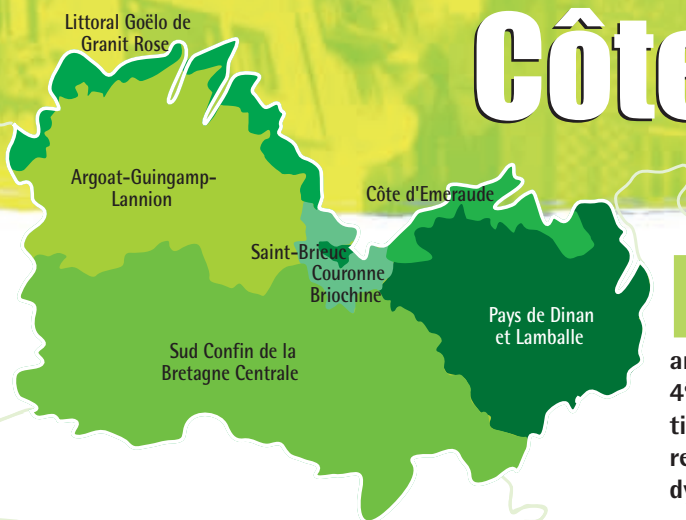 Littoral Goëlo de
Granit Rose
Côte
Argoat-Guingamp-
Lannion
Côte d'Emeraude
Saint-Brieuc
Couronne
Briochine
Pays de Dinan
et Lamballe
Sud Confin de la
Bretagne Centrale